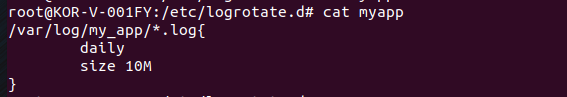 root@KOR-V-001FY:/etc/logrotate.d# cat myapp
/var/log/my_app/*.log{
        daily
        size 10M
}